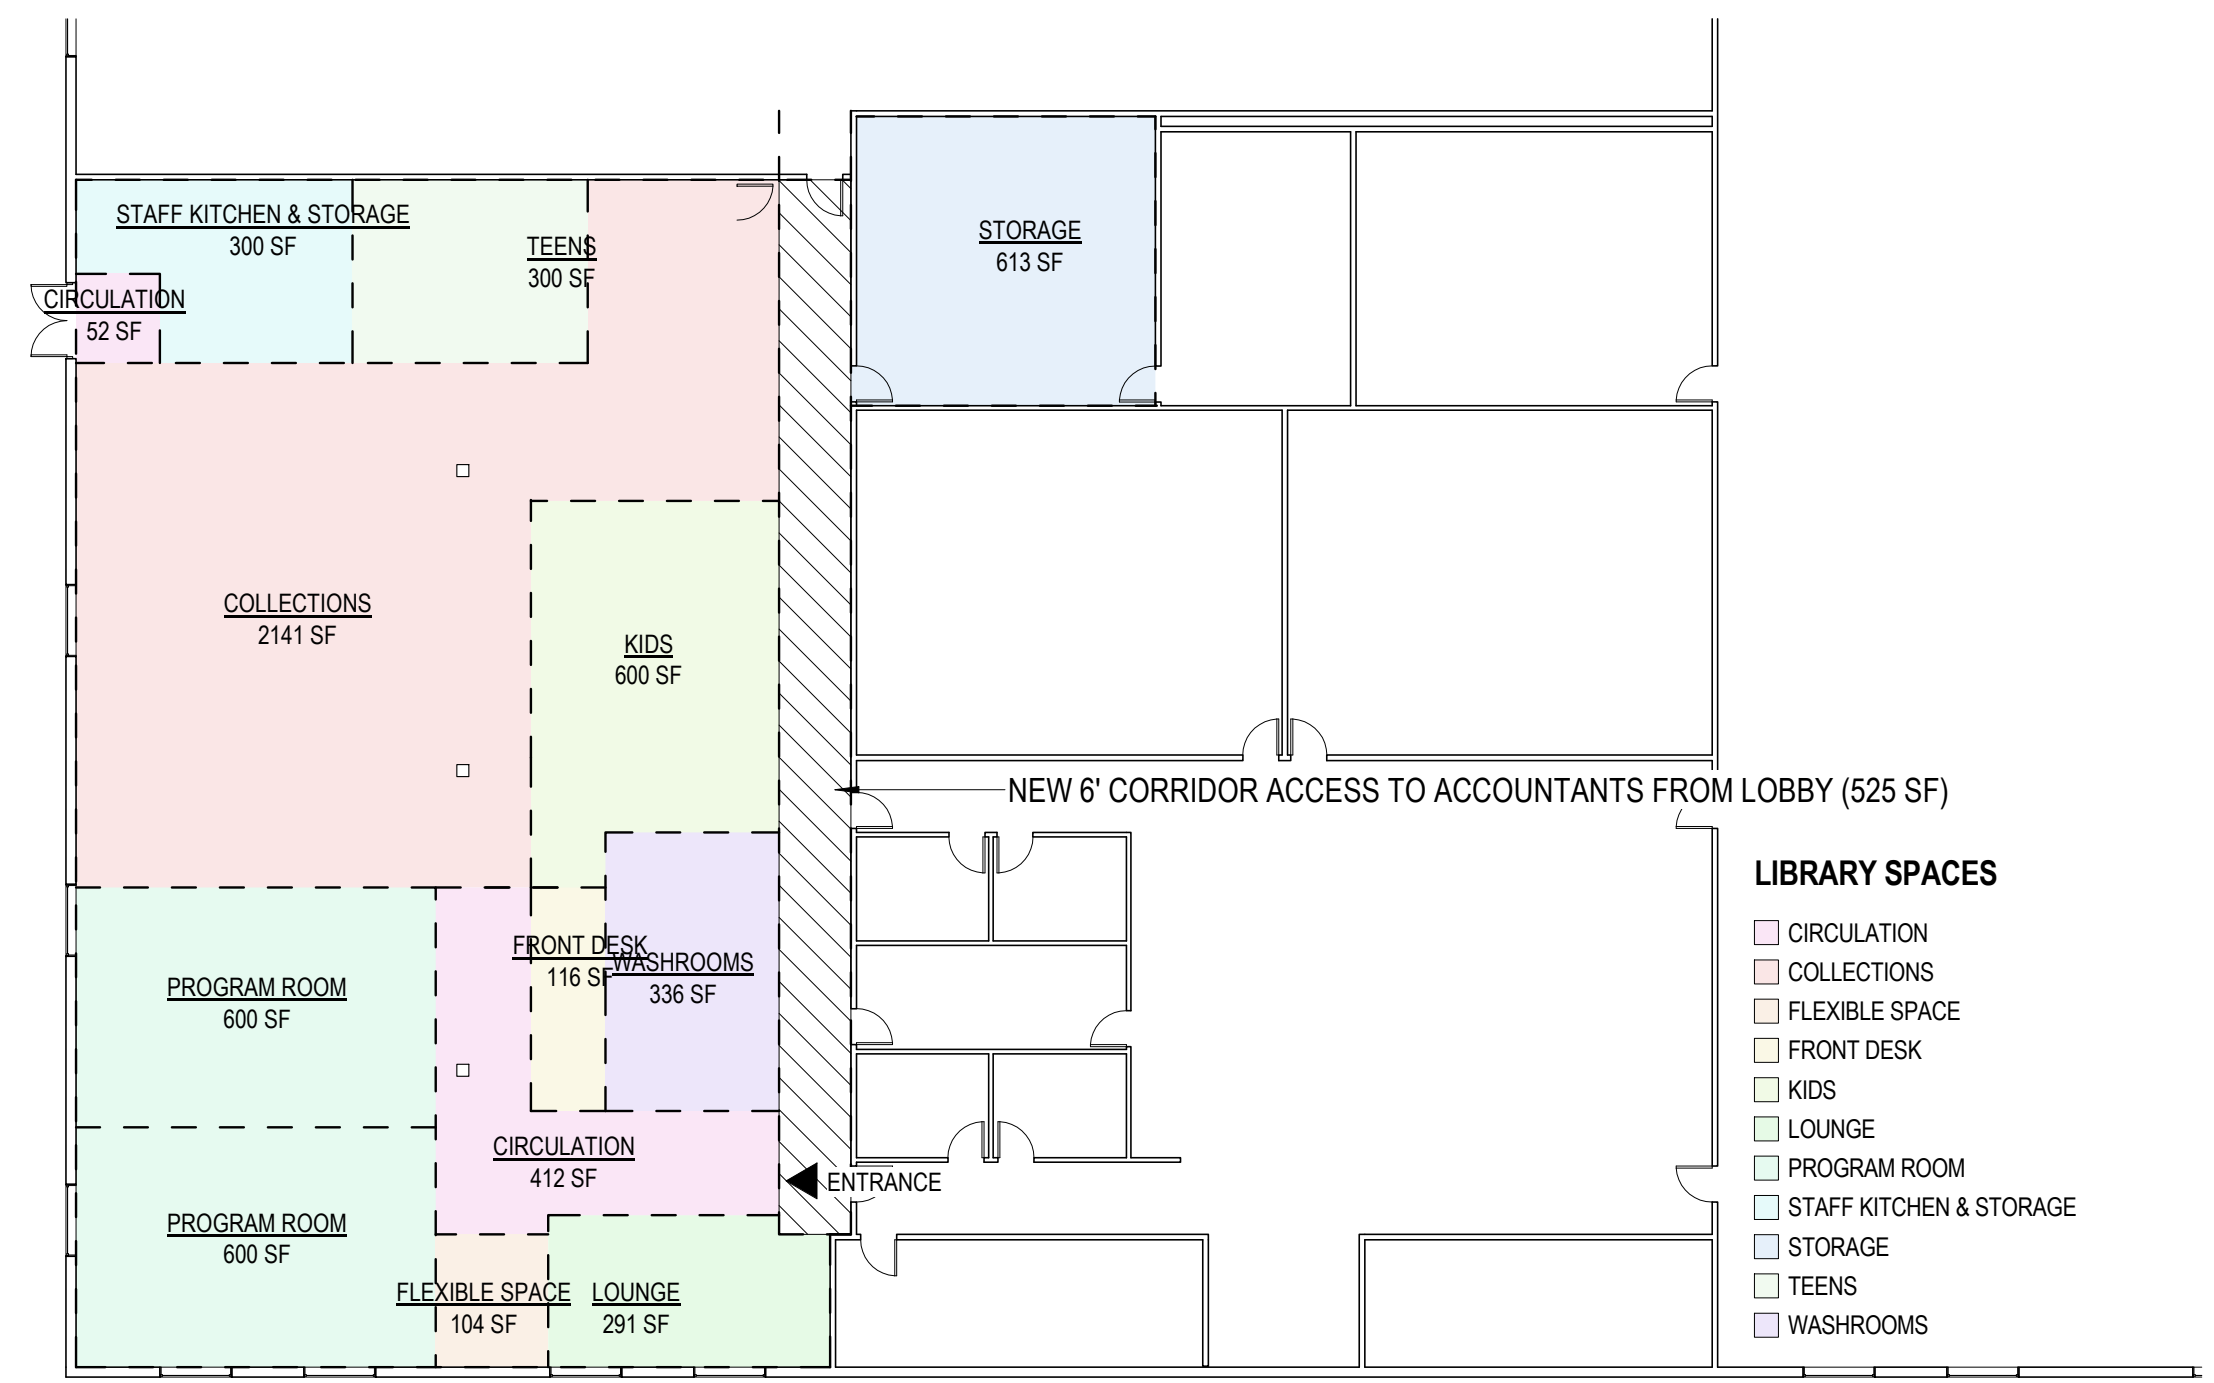 STAFF KITCHEN & STORAGE
300 SF
TEENS
300 SF
STORAGE
613 SF
CIRCULATION
52 SF
COLLECTIONS
2141 SF
KIDS
600 SF
NEW 6' CORRIDOR ACCESS TO ACCOUNTANTS FROM LOBBY (525 SF)
FRONT DESK
116 SF
WASHROOMS
336 SF
PROGRAM ROOM
600 SF
CIRCULATION
412 SF
ENTRANCE
PROGRAM ROOM
600 SF
FLEXIBLE SPACE
104 SF
LOUNGE
291 SF
LIBRARY SPACES
CIRCULATION
COLLECTIONS
FLEXIBLE SPACE
FRONT DESK
KIDS
LOUNGE
PROGRAM ROOM
STAFF KITCHEN & STORAGE
STORAGE
TEENS
WASHROOMS